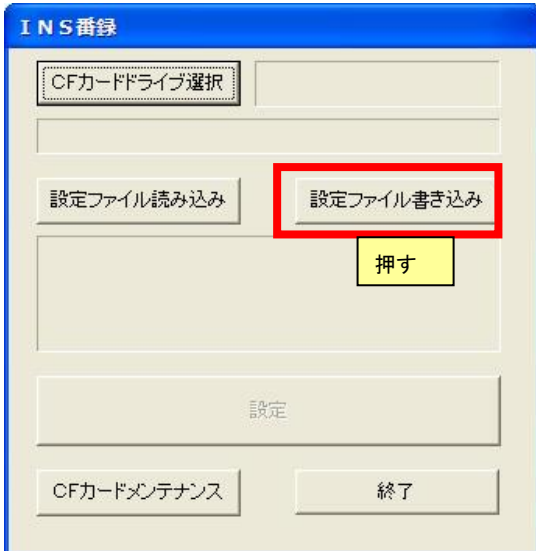 INS番録
CFカードドライブ選択
設定ファイル読み込み
設定ファイル書き込み
押す
設定
CFカードメンテナンス
終了